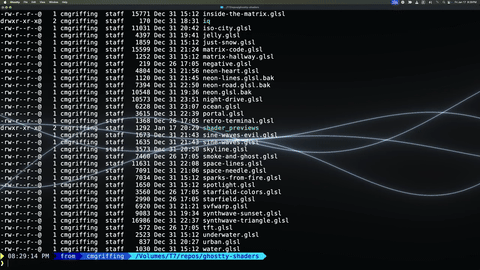 -rw-r--r--@ 1 cmgriffing staff 15771 Dec 31 15:12 inside-the-matrix.glsl
drwxr-xr-x@ 2 cmgriffing staff 170 Dec 31 18:31 iq
-rw-r--r--@ 1 cmgriffing staff 11031 Dec 31 20:42 iso-city.glsl
-rw-r--r--@ 1 cmgriffing staff 4397 Dec 31 19:41 jelly.glsl
-rw-r--r--@ 1 cmgriffing staff 1859 Dec 31 15:12 just-snow.glsl
-rw-r--r--@ 1 cmgriffing staff 15599 Dec 31 21:24 matrix-code.glsl
-rw-r--r--@ 1 cmgriffing staff 1252 Dec 31 15:12 matrix-hallway.glsl
-rw-r--r--@ 1 cmgriffing staff 219 Dec 26 17:05 negative.glsl
-rw-r--r--@ 1 cmgriffing staff 4804 Dec 31 21:56 neon-heart.glsl
-rw-r--r--@ 1 cmgriffing staff 1120 Dec 31 21:45 neon-lines.glsl.bak
-rw-r--r--@ 1 cmgriffing staff 7394 Dec 31 22:50 neon-road.glsl.bak
-rw-r--r--@ 1 cmgriffing staff 10548 Dec 31 19:36 neon.glsl.bak
-rw-r--r--@ 1 cmgriffing staff 10573 Dec 31 23:51 night-drive.glsl
-rw-r--r--@ 1 cmgriffing staff 6228 Dec 31 23:07 ocean.glsl
-rw-r--r--@ 1 cmgriffing staff 3615 Dec 31 22:39 portal.glsl
-rw-r--r--@ 1 cmgriffing staff 1368 Dec 26 17:05 retro-terminal.glsl
drwxr-xr-x@ 1 cmgriffing staff 1292 Jan 17 20:29 shader_previews
-rw-r--r--@ 1 cmgriffing staff 1573 Dec 31 21:43 sine-waves-evil.glsl
-rw-r--r--@ 1 cmgriffing staff 1635 Dec 31 21:43 sine-waves.glsl
-rw-r--r--@ 1 cmgriffing staff 3573 Dec 31 20:50 skyline.glsl
-rw-r--r--@ 1 cmgriffing staff 7460 Dec 26 17:05 smoke-and-ghost.glsl
-rw-r--r--@ 1 cmgriffing staff 1631 Dec 31 22:08 space-lines.glsl
-rw-r--r--@ 1 cmgriffing staff 7091 Dec 31 21:06 space-needle.glsl
-rw-r--r--@ 1 cmgriffing staff 7034 Dec 31 15:12 sparks-from-fire.glsl
-rw-r--r--@ 1 cmgriffing staff 1650 Dec 31 15:12 spotlight.glsl
-rw-r--r--@ 1 cmgriffing staff 3560 Dec 26 17:05 starfield-colors.glsl
-rw-r--r--@ 1 cmgriffing staff 2990 Dec 26 17:05 starfield.glsl
-rw-r--r--@ 1 cmgriffing staff 6920 Dec 31 21:21 svfwarp.glsl
-rw-r--r--@ 1 cmgriffing staff 9083 Dec 31 19:34 synthwave-sunset.glsl
-rw-r--r--@ 1 cmgriffing staff 16986 Dec 31 22:37 synthwave-transam.glsl
-rw-r--r--@ 1 cmgriffing staff 572 Dec 26 17:05 tft.glsl
-rw-r--r--@ 1 cmgriffing staff 2523 Dec 31 15:12 underwater.glsl
-rw-r--r--@ 1 cmgriffing staff 837 Dec 31 20:27 urban.glsl
-rw-r--r--@ 1 cmgriffing staff 1030 Dec 31 15:12 water.glsl
08:29:14 PM from cmgriffing /Volumes/T7/repos/ghostty-shaders